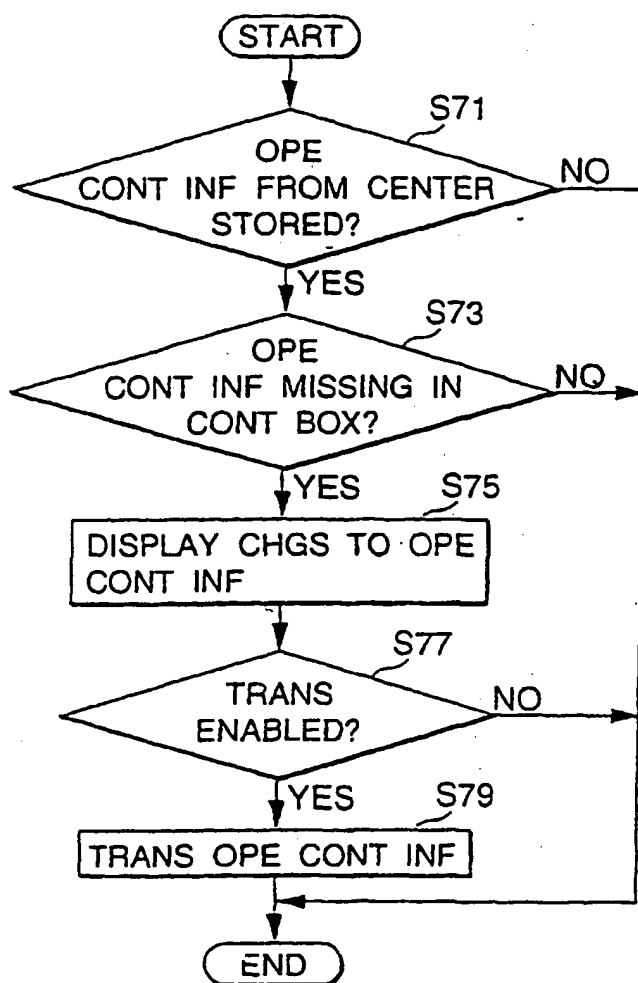 START
S71
OPE
CONT INF FROM CENTER
STORED?
NO
YES
S73
OPE
CONT INF MISSING IN
CONT BOX?
NO
YES
S75
DISPLAY CHGS TO OPE
CONT INF
S77
TRANS
ENABLED?
NO
YES
S79
TRANS OPE CONT INF
END